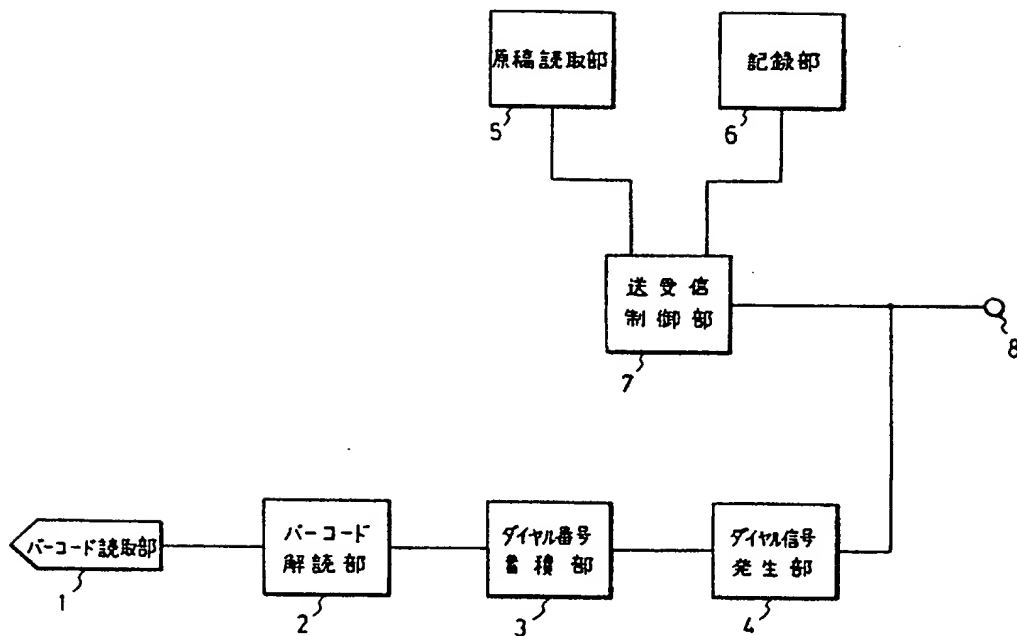 原稿読取部
記録部
5
6
送受信
制御部
7
8
バーコード読取部
1
バーコード
解読部
2
ダイヤル番号
蓄積部
3
ダイヤル信号
発生部
4